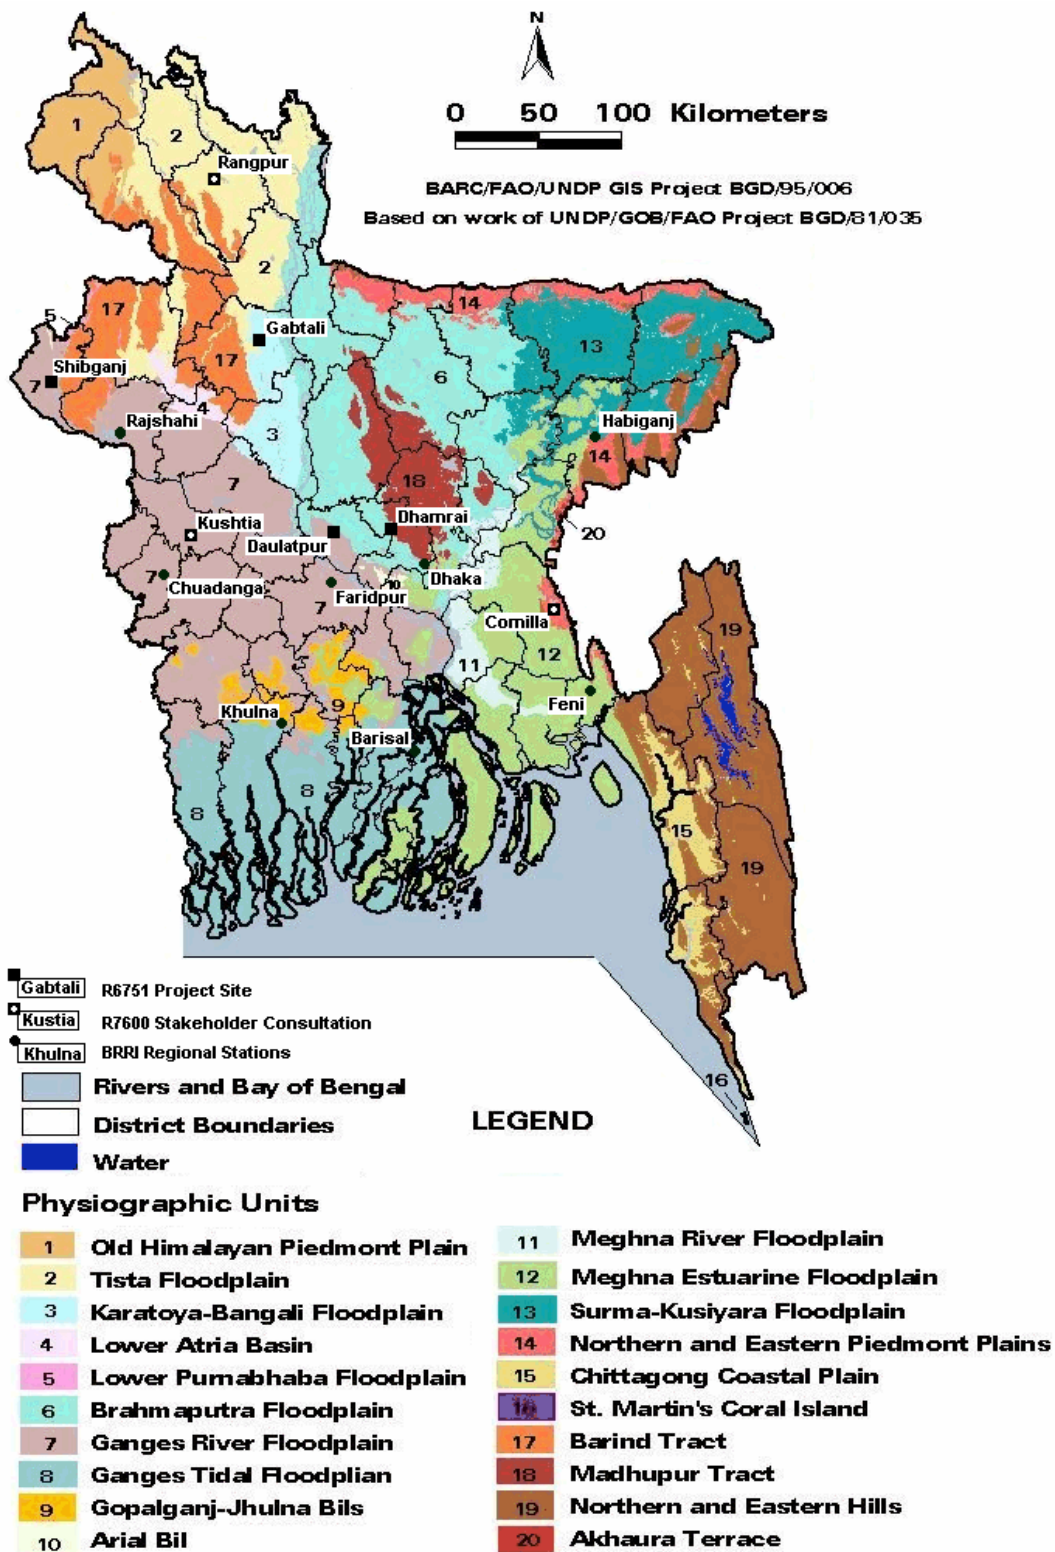 N
0 50 100 Kilometers
BARC/FAO/UNDP GIS Project BGD/95/006
Based on work of UNDP/GOB/FAO Project BGD/81/035
1
2
Rangpur
2
14
5
17
Gabtali
13
17
Shibganj
7
6
4
Rajshahi
Habiganj
3
14
18
7
Kushtia
Dhamrai
20
Daulatpur
7
Chuadanga
10
Dhaka
Faridpur
7
Comilla
19
12
11
Feni
9
Khulna
Barisal
8
8
15
19
16
Gabtali R6751 Project Site
Kustia R7600 Stakeholder Consultation
Khulna BRRI Regional Stations
Rivers and Bay of Bengal
LEGEND
District Boundaries
Water
Physiographic Units
1 Old Himalayan Piedmont Plain
2 Tista Floodplain
3 Karatoya-Bangali Floodplain
4 Lower Atria Basin
5 Lower Purnabhaba Floodplain
6 Brahmaputra Floodplain
7 Ganges River Floodplain
8 Ganges Tidal Floodplian
9 Gopalganj-Jhulna Bils
10 Arial Bil
11 Meghna River Floodplain
12 Meghna Estuarine Floodplain
13 Surma-Kusiyara Floodplain
14 Northern and Eastern Piedmont Plains
15 Chittagong Coastal Plain
16 St. Martin's Coral Island
17 Barind Tract
18 Madhupur Tract
19 Northern and Eastern Hills
20 Akhaura Terrace